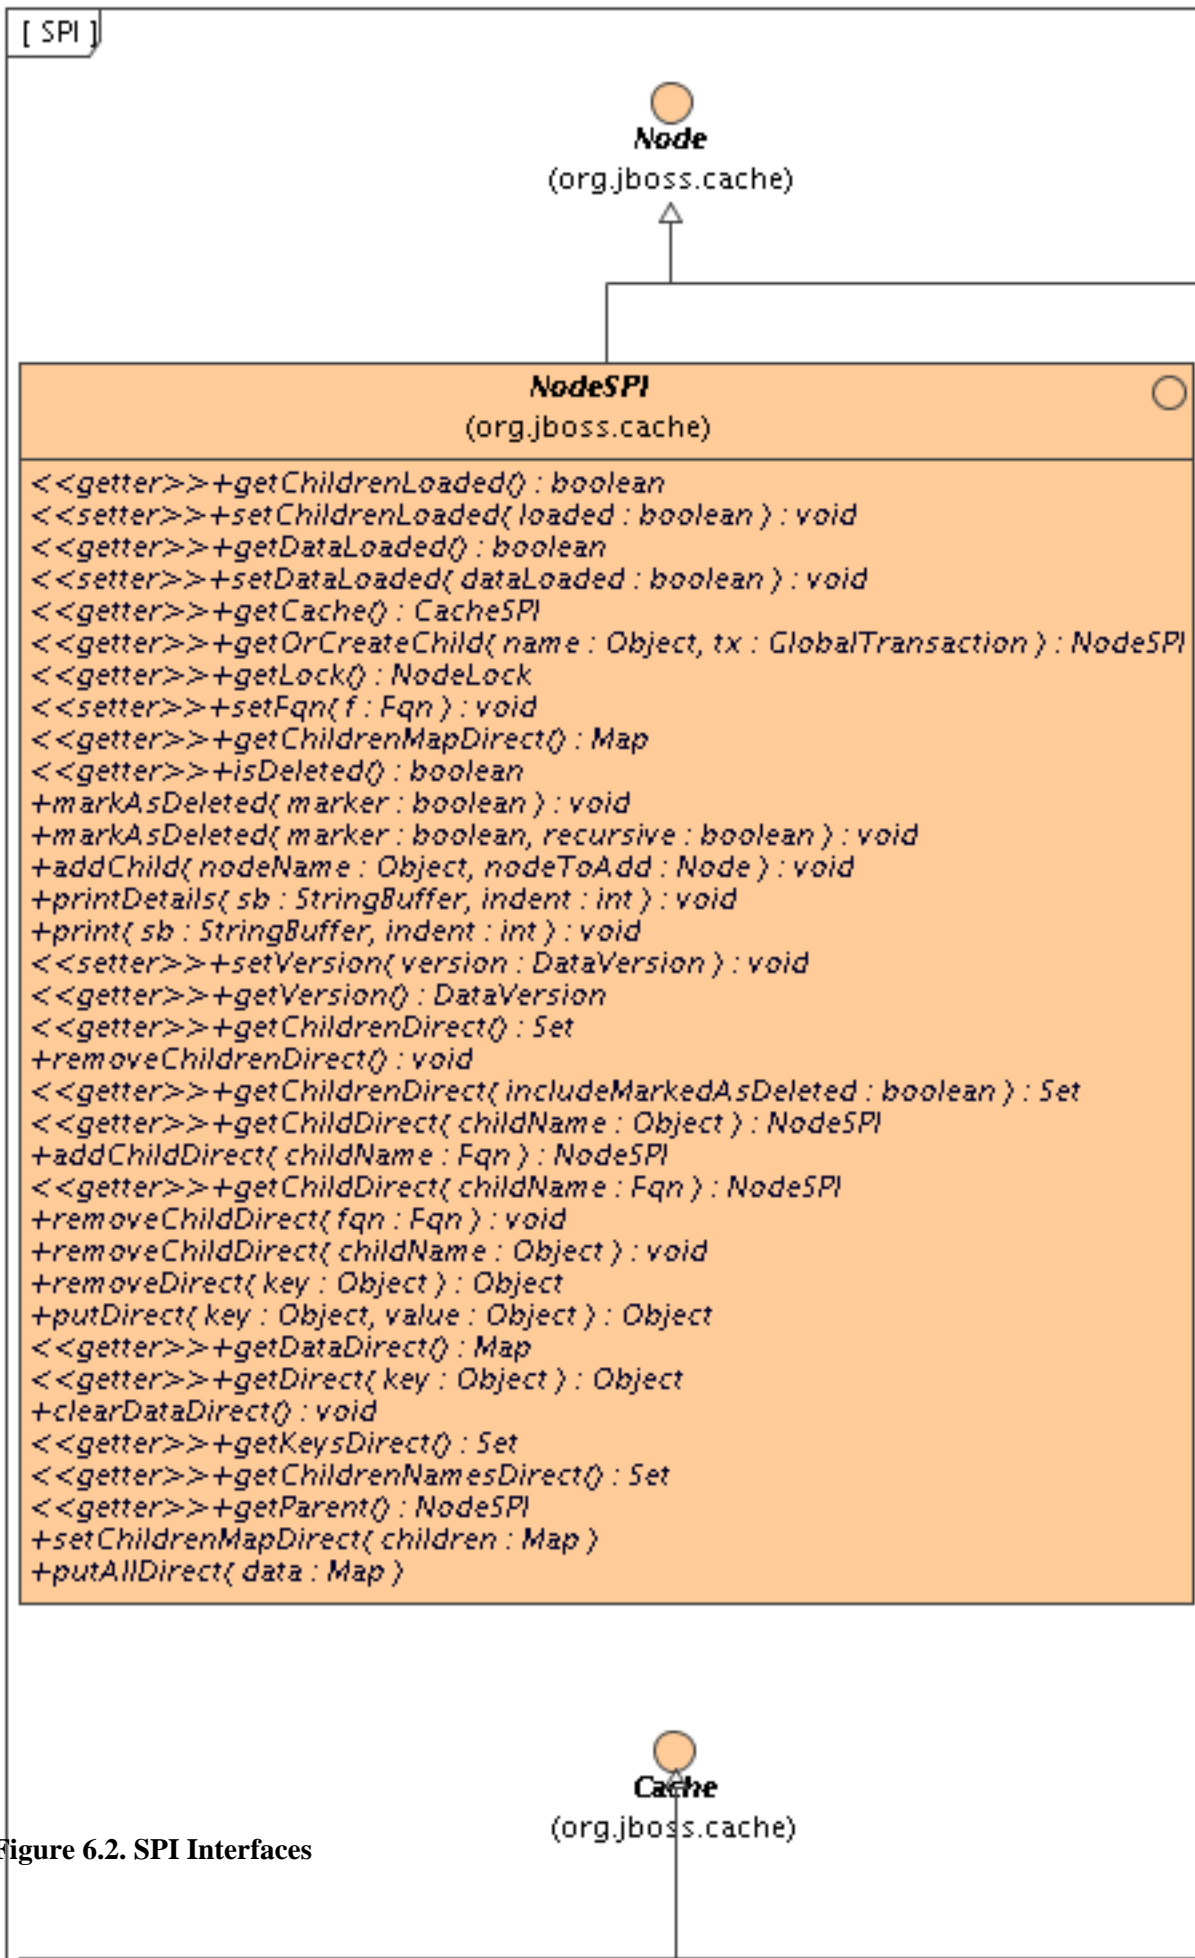 [ SPI ]
Node
(org.jboss.cache)
NodeSPI
(org.jboss.cache)
<<getter>>+getChildrenLoaded() : boolean
<<setter>>+setChildrenLoaded( loaded : boolean ) : void
<<getter>>+getDataLoaded() : boolean
<<setter>>+setDataLoaded( dataLoaded : boolean ) : void
<<getter>>+getCache() : CacheSPI
<<getter>>+getOrCreateChild( name : Object, tx : GlobalTransaction ) : NodeSPI
<<getter>>+getLock() : NodeLock
<<setter>>+setFqn( f : Fqn ) : void
<<getter>>+getChildrenMapDirect() : Map
<<getter>>+isDeleted() : boolean
+markAsDeleted( marker : boolean ) : void
+markAsDeleted( marker : boolean, recursive : boolean ) : void
+addChild( nodeName : Object, nodeToAdd : Node ) : void
+printDetails( sb : StringBuffer, indent : int ) : void
+print( sb : StringBuffer, indent : int ) : void
<<setter>>+setVersion( version : DataVersion ) : void
<<getter>>+getVersion() : DataVersion
<<getter>>+getChildrenDirect() : Set
+removeChildrenDirect() : void
<<getter>>+getChildrenDirect( includeMarkedAsDeleted : boolean ) : Set
<<getter>>+getChildDirect( childName : Object ) : NodeSPI
+addChildDirect( childName : Fqn ) : NodeSPI
<<getter>>+getChildDirect( childName : Fqn ) : NodeSPI
+removeChildDirect( fqn : Fqn ) : void
+removeChildDirect( childName : Object ) : void
+removeDirect( key : Object ) : Object
+putDirect( key : Object, value : Object ) : Object
<<getter>>+getDataDirect() : Map
<<getter>>+getDirect( key : Object ) : Object
+clearDataDirect() : void
<<getter>>+getKeysDirect() : Set
<<getter>>+getChildrenNamesDirect() : Set
<<getter>>+getParent() : NodeSPI
+setChildrenMapDirect( children : Map )
+putAllDirect( data : Map )
Cache
(org.jboss.cache)
Figure 6.2. SPI Interfaces